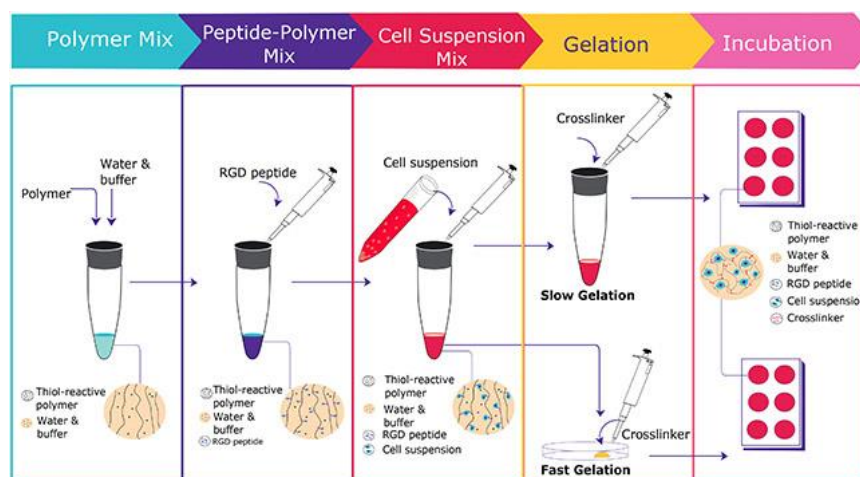 Polymer Mix
Peptide-Polymer
Mix
Cell Suspension
Mix
Gelation
Incubation
Water &
buffer
Polymer
Thiol-reactive
polymer
Water &
buffer
RGD peptide
Thiol-reactive
polymer
Water &
buffer
RGD peptide
Cell suspension
Thiol-reactive
polymer
Water &
buffer
RGD peptide
Cell suspension
Crosslinker
Slow Gelation
Crosslinker
Fast Gelation
Thiol-reactive
polymer
Water &
buffer
RGD peptide
Cell suspensio
Crosslinker